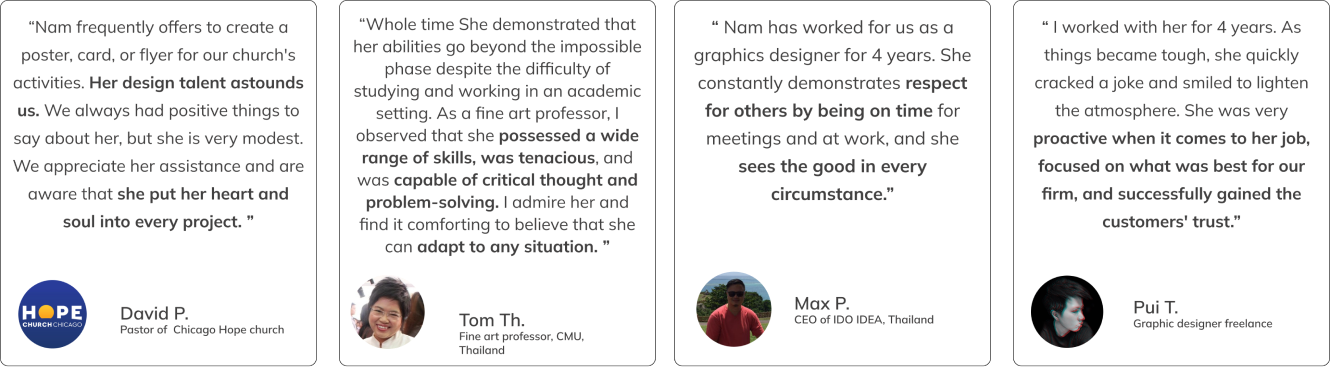 “Nam frequently offers to create a
poster, card, or flyer for our church's
activities. Her design talent astounds
us. We always had positive things to
say about her, but she is very modest.
We appreciate her assistance and are
aware that she put her heart and
soul into every project. ”
HOPE
CHURCH CHICAGO
David P.
Pastor of  Chicago Hope church
“Whole time She demonstrated that
her abilities go beyond the impossible
phase despite the difficulty of
studying and working in an academic
setting. As a fine art professor, I
observed that she possessed a wide
range of skills, was tenacious, and
was capable of critical thought and
problem-solving. I admire her and
find it comforting to believe that she
can adapt to any situation. ”
Tom Th.
Fine art professor, CMU,
Thailand
“ Nam has worked for us as a
graphics designer for 4 years. She
constantly demonstrates respect
for others by being on time for
meetings and at work, and she
sees the good in every
circumstance.”
Max P.
CEO of IDO IDEA, Thailand
“ I worked with her for 4 years. As
things became tough, she quickly
cracked a joke and smiled to lighten
the atmosphere. She was very
proactive when it comes to her job,
focused on what was best for our
firm, and successfully gained the
customers' trust.”
Pui T.
Graphic designer freelance